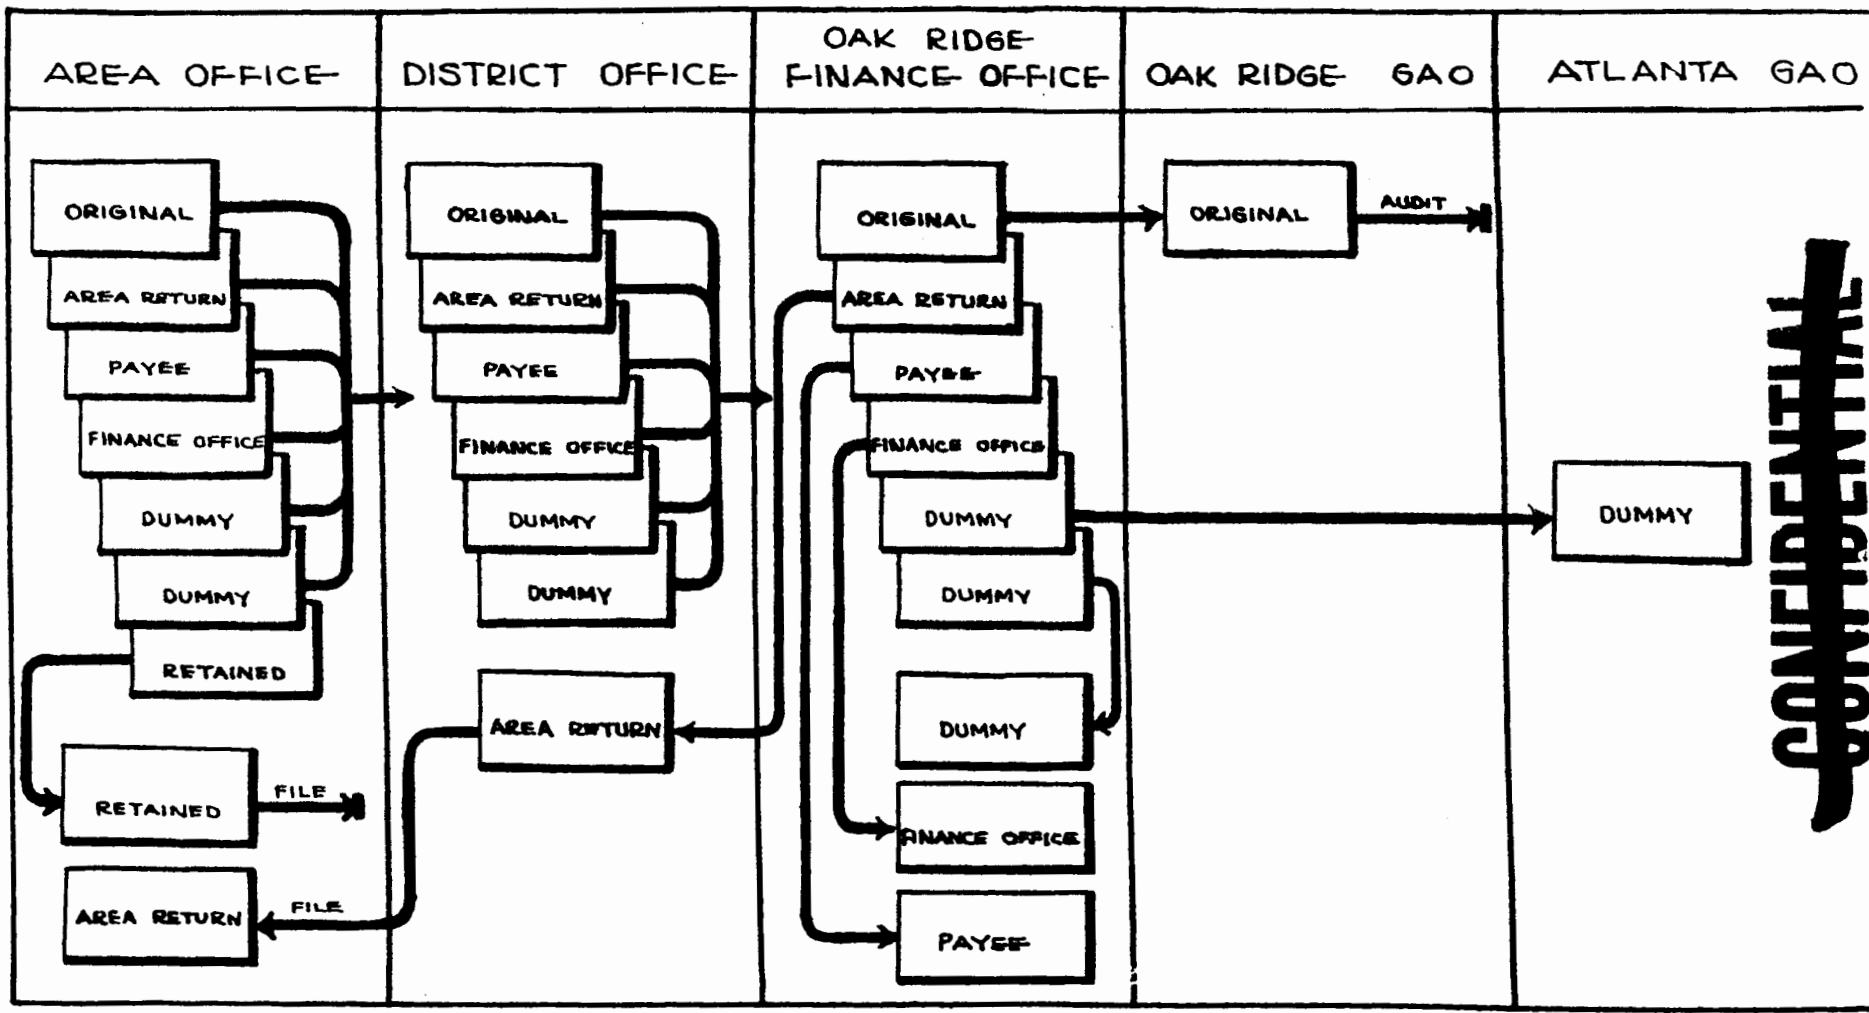 AREA OFFICE
DISTRICT OFFICE
OAK RIDGE
FINANCE OFFICE
OAK RIDGE GAO
ATLANTA GAO
ORIGINAL
AREA RETURN
PAYEE
FINANCE OFFICE
DUMMY
DUMMY
RETAINED
RETAINED
FILE
AREA RETURN
FILE
ORIGINAL
AREA RETURN
PAYEE
FINANCE OFFICE
DUMMY
DUMMY
AREA RETURN
ORIGINAL
AREA RETURN
PAYEE
FINANCE OFFICE
DUMMY
DUMMY
DUMMY
FINANCE OFFICE
PAYEE
ORIGINAL
AUDIT
DUMMY
CONFIDENTIAL